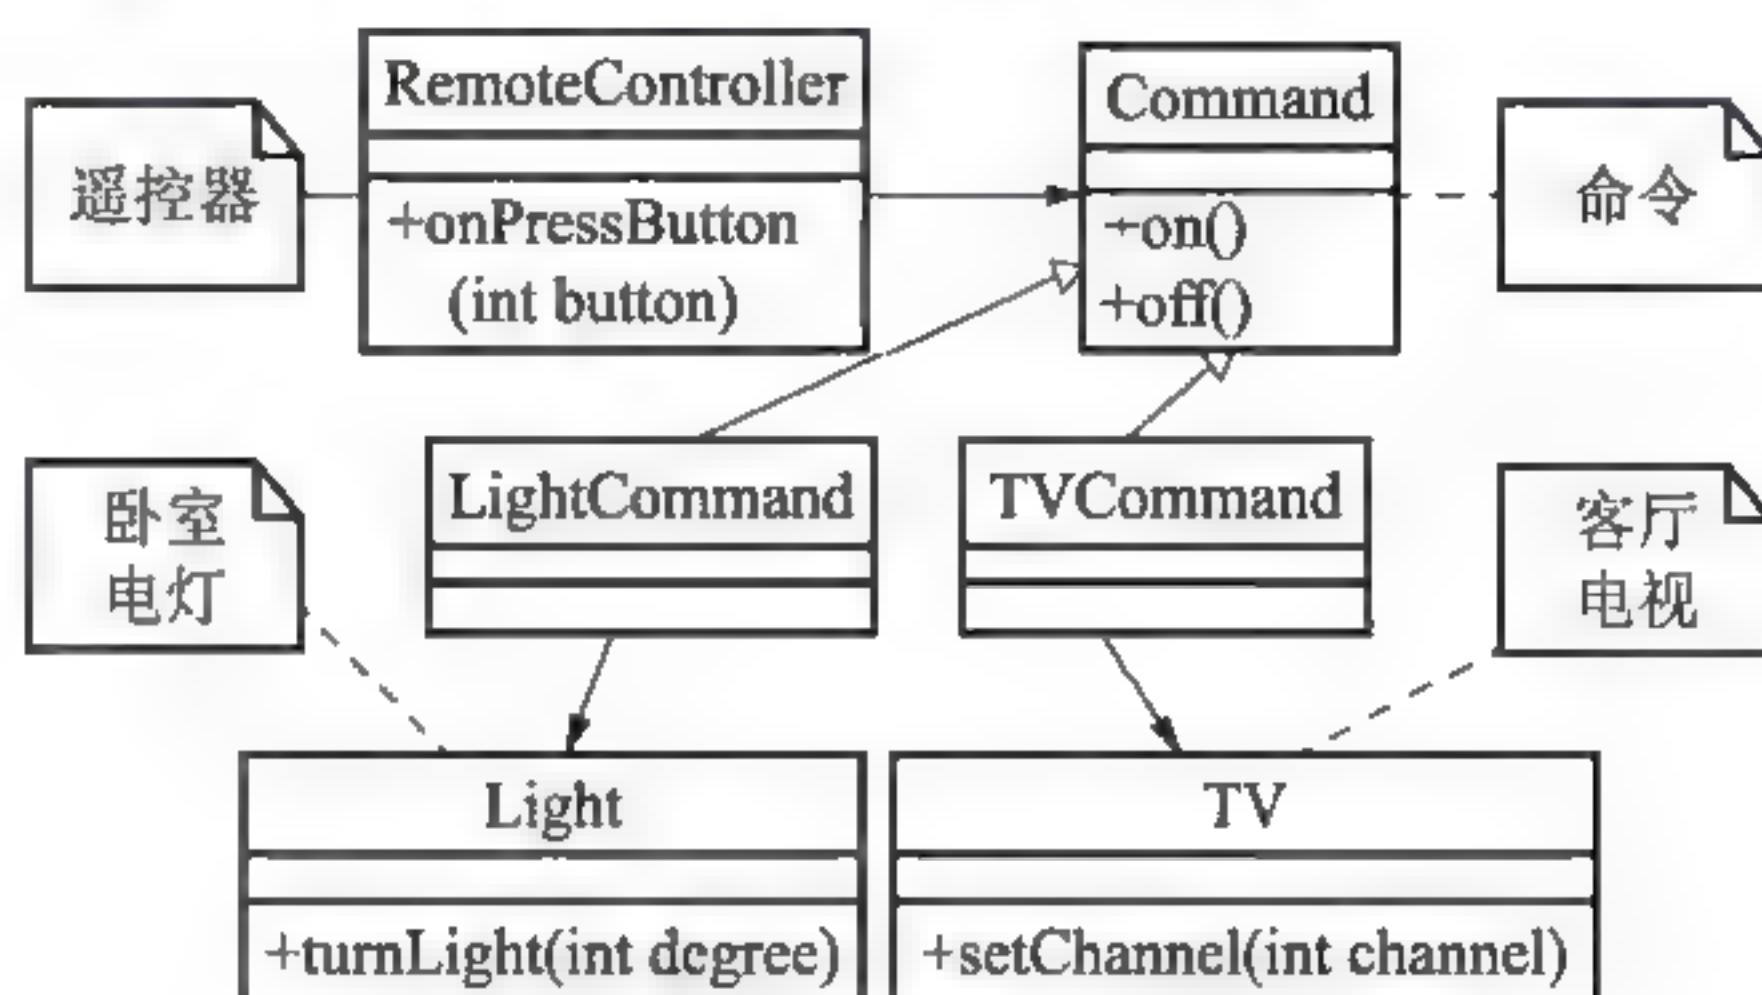 RemoteController
Command
遥控器
命令
+onPressButton
(int button)
+on()
+off()
LightCommand
TVCommand
卧室
电灯
客厅
电视
Light
TV
+turnLight(int degree)
+setChannel(int channel)